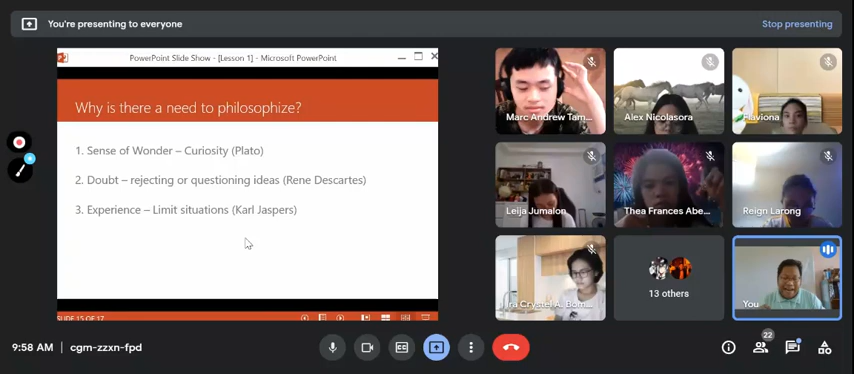 You're presenting to everyone
Stop presenting
PowerPoint Slide Show - [Lesson 1] - Microsoft PowerPoint
Why is there a need to philosophize?
1. Sense of Wonder – Curiosity (Plato)
2. Doubt – rejecting or questioning ideas (Rene Descartes)
3. Experience – Limit situations (Karl Jaspers)
SLIDE 15 OF 17
Marc Andrew Tam...
Alex Nicolasora
Flaviona
Leija Jumalon
Thea Frances Abe...
Reign Larong
Ira Crystel A. Bom...
13 others
You
9:58 AM | cgm-zzxn-fpd
CC
22